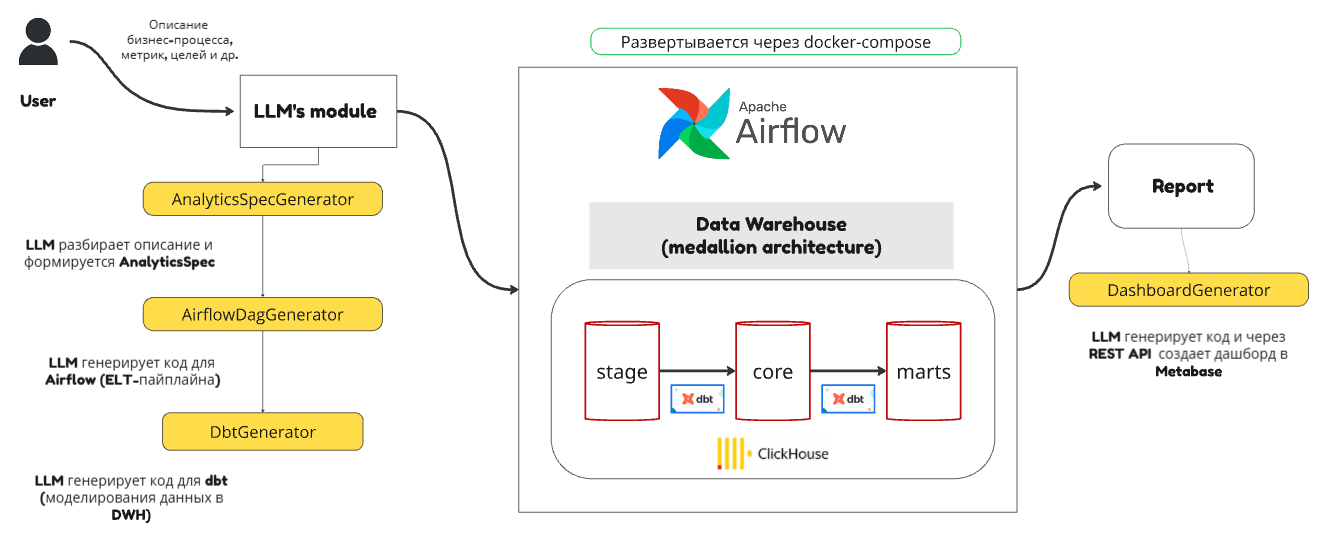 User
Описание
бизнес-процесса,
метрик, целей и др.
LLM's module
AnalyticsSpecGenerator
LLM разбирает описание и
формируется AnalyticsSpec
AirflowDagGenerator
LLM генерирует код для
Airflow (ELT-пайплайна)
DbtGenerator
LLM генерирует код для dbt
(моделирования данных в
DWH)
Развертывается через docker-compose
Apache
Airflow
Data Warehouse
(medallion architecture)
stage
core
marts
dbt
dbt
ClickHouse
Report
DashboardGenerator
LLM генерирует код и через
REST API создает дашборд в
Metabase